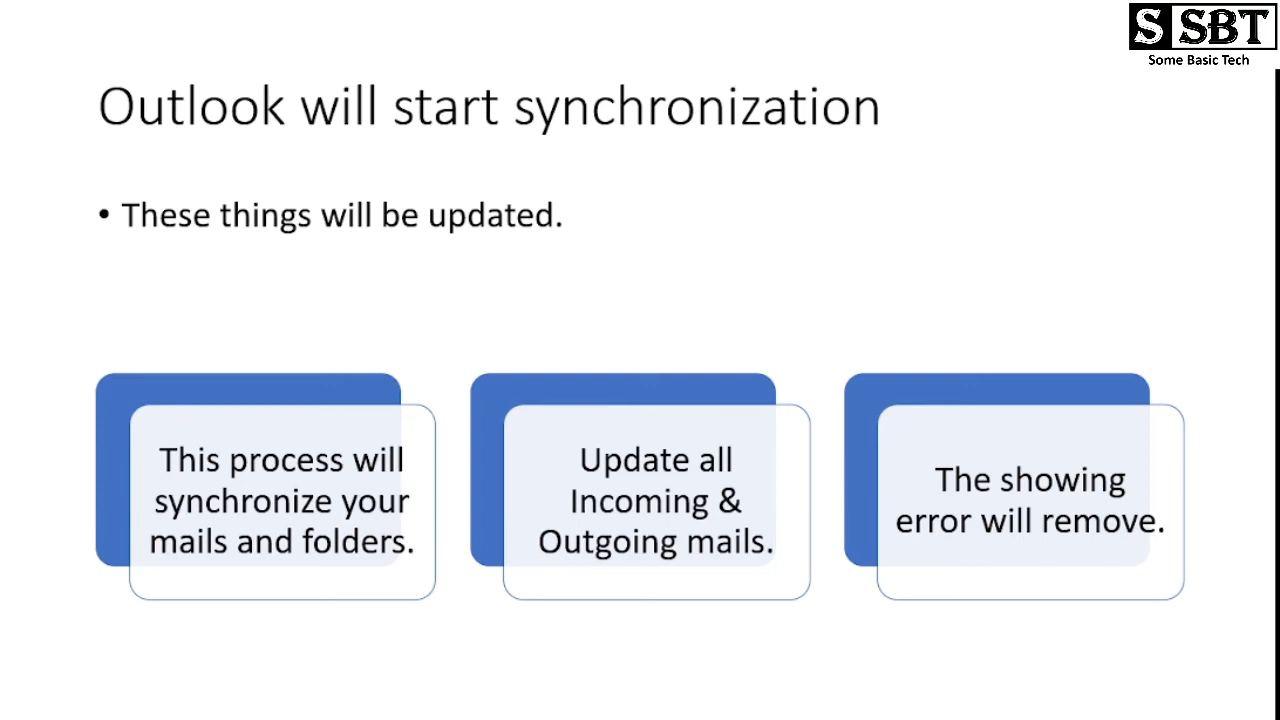 S SBT
Some Basic Tech
Outlook will start synchronization
• These things will be updated.
This process will
synchronize your
mails and folders.
Update all
Incoming &
Outgoing mails.
The showing
error will remove.